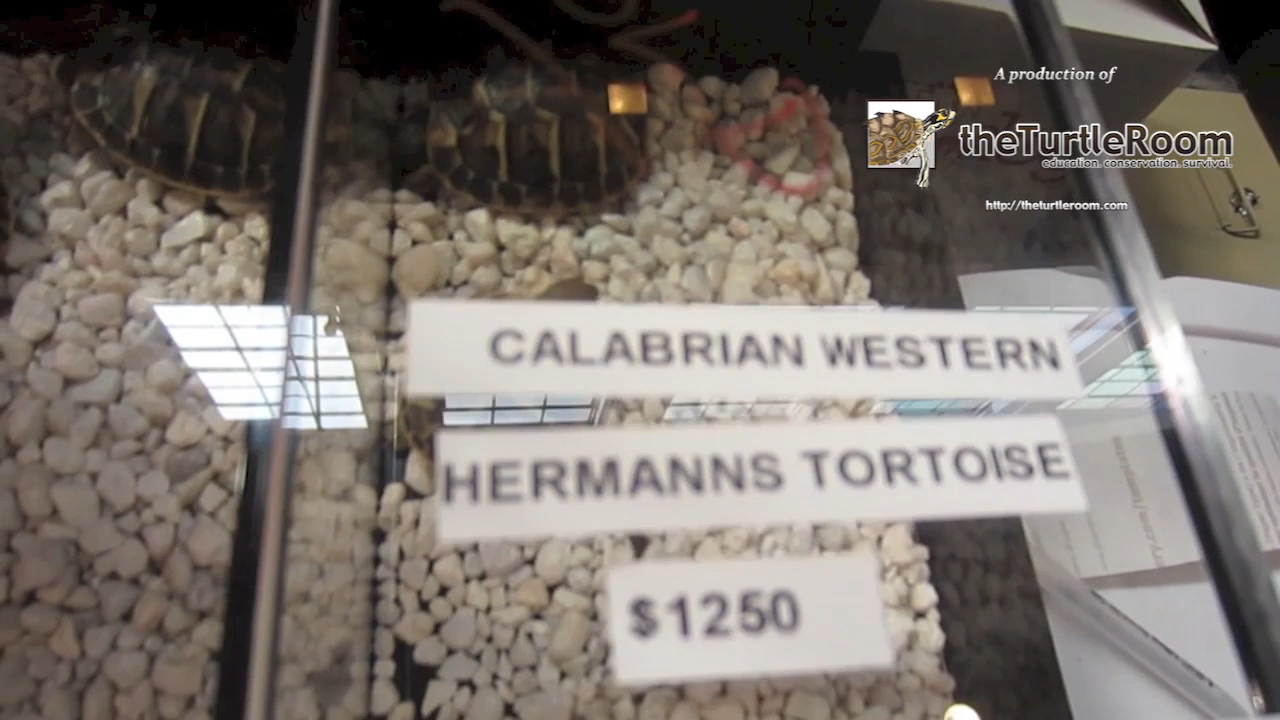 A production of
theTurtleRoom
education. conservation. survival.
http://theturtleroom.com
CALABRIAN WESTERN
HERMANNS TORTOISE
$1250